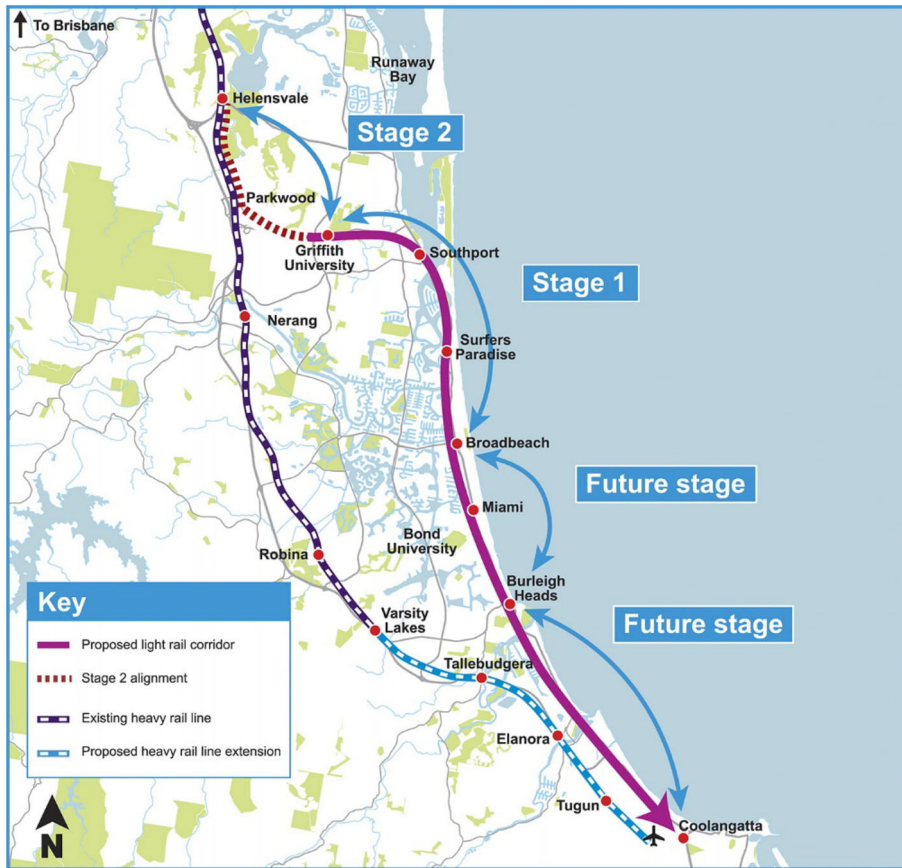 To Brisbane
Runaway
Bay
Helensvale
Stage 2
Parkwood
Griffith
University
Southport
Stage 1
Nerang
Surfers
Paradise
Broadbeach
Future stage
Miami
Bond
University
Robina
Burleigh
Heads
Key
Varsity
Lakes
Future stage
Proposed light rail corridor
Tallebudgera
Stage 2 alignment
Existing heavy rail line
Elanora
Proposed heavy rail line extension
Tugun
Coolangatta
N